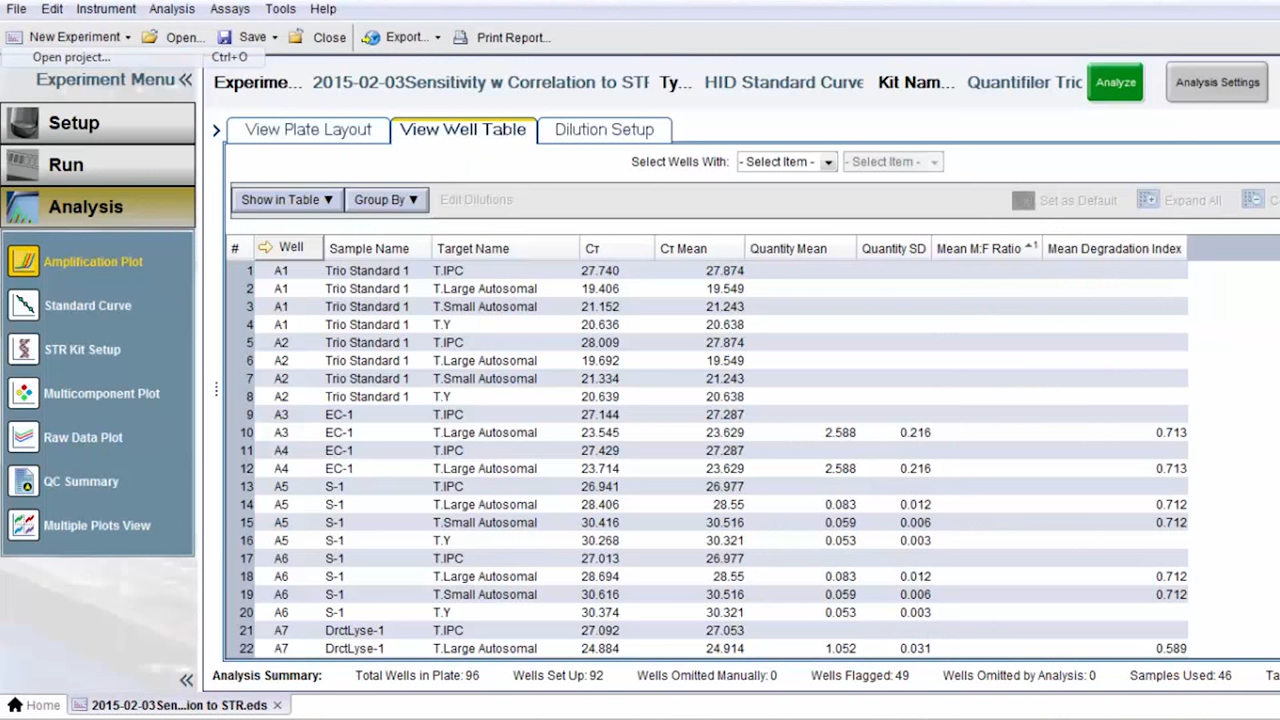 File Edit Instrument Analysis Assays Tools Help
New Experiment Open... Save Close Export... Print Report...
Open project... Ctrl+O
Experiment Menu
Experime... 2015-02-03Sensitivity w Correlation to STR Ty... HID Standard Curve Kit Nam... Quantifiler Tric Analyze Analysis Settings
Setup
Run
Analysis
Amplification Plot
Standard Curve
STR Kit Setup
Multicomponent Plot
Raw Data Plot
QC Summary
Multiple Plots View
View Plate Layout View Well Table Dilution Setup
Select Wells With: - Select Item - - Select Item -
Show in Table Group By Edit Dilutions Set as Default Expand All
# Well Sample Name Target Name Cт Cт Mean Quantity Mean Quantity SD Mean M:F Ratio 1 Mean Degradation Index
1 A1 Trio Standard 1 T.IPC 27.740 27.874
2 A1 Trio Standard 1 T.Large Autosomal 19.406 19.549
3 A1 Trio Standard 1 T.Small Autosomal 21.152 21.243
4 A1 Trio Standard 1 T.Y 20.636 20.638
5 A2 Trio Standard 1 T.IPC 28.009 27.874
6 A2 Trio Standard 1 T.Large Autosomal 19.692 19.549
7 A2 Trio Standard 1 T.Small Autosomal 21.334 21.243
8 A2 Trio Standard 1 T.Y 20.639 20.638
9 A3 EC-1 T.IPC 27.144 27.287
10 A3 EC-1 T.Large Autosomal 23.545 23.629 2.588 0.216 0.713
11 A4 EC-1 T.IPC 27.429 27.287
12 A4 EC-1 T.Large Autosomal 23.714 23.629 2.588 0.216 0.713
13 A5 S-1 T.IPC 26.941 26.977
14 A5 S-1 T.Large Autosomal 28.406 28.55 0.083 0.012 0.712
15 A5 S-1 T.Small Autosomal 30.416 30.516 0.059 0.006 0.712
16 A5 S-1 T.Y 30.268 30.321 0.053 0.003
17 A6 S-1 T.IPC 27.013 26.977
18 A6 S-1 T.Large Autosomal 28.694 28.55 0.083 0.012 0.712
19 A6 S-1 T.Small Autosomal 30.616 30.516 0.059 0.006 0.712
20 A6 S-1 T.Y 30.374 30.321 0.053 0.003
21 A7 DrctLyse-1 T.IPC 27.092 27.053
22 A7 DrctLyse-1 T.Large Autosomal 24.884 24.914 1.052 0.031 0.589
Analysis Summary: Total Wells in Plate: 96 Wells Set Up: 92 Wells Omitted Manually: 0 Wells Flagged: 49 Wells Omitted by Analysis: 0 Samples Used: 46 Ta
Home 2015-02-03Sen...ion to STR.eds